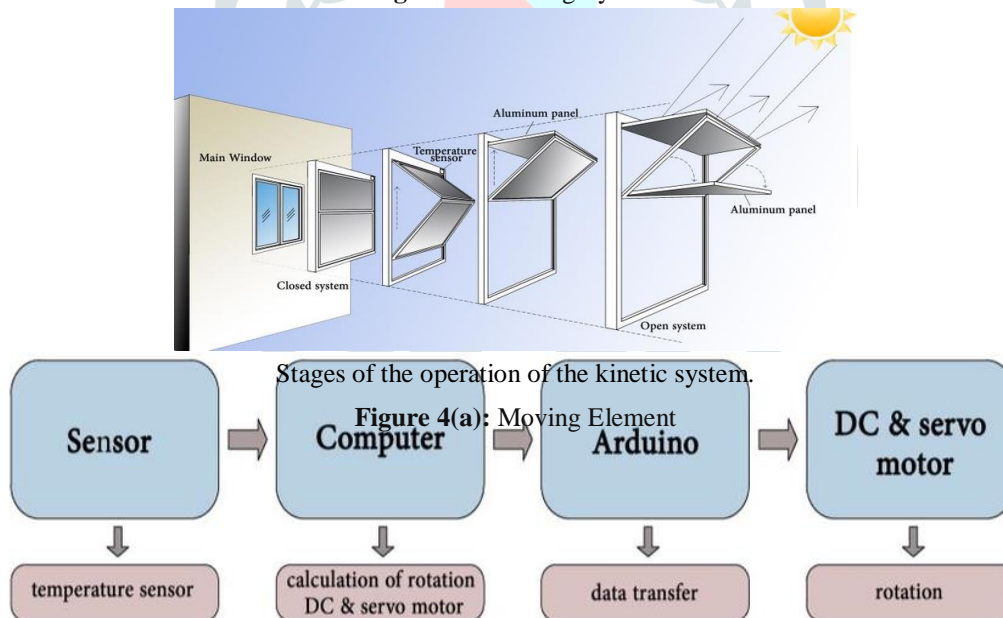 Aluminum panel
Temperature
sensor
Main Window
Aluminum panel
Closed system
Open system
Stages of the operation of the kinetic system.
Figure 4(a): Moving Element
Sensor
Computer
Arduino
DC & servo
motor
temperature sensor
calculation of rotation
DC & servo motor
data transfer
rotation